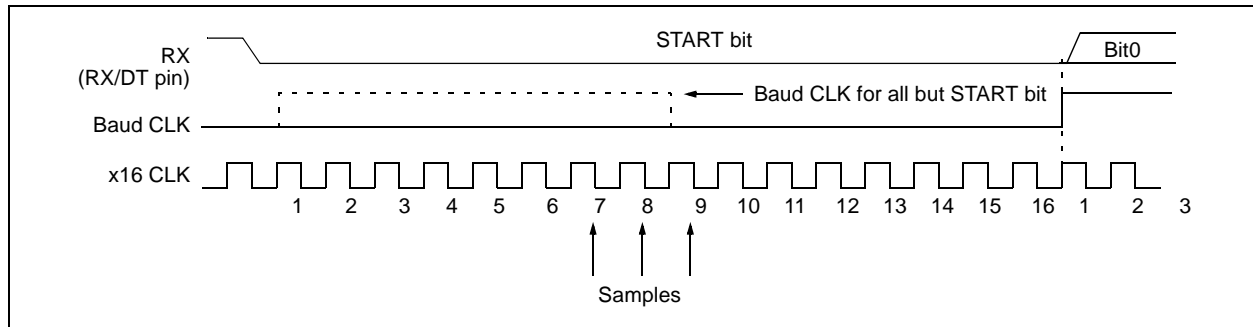 START bit
RX
(RX/DT pin)
Bit0
Baud CLK for all but START bit
Baud CLK
x16 CLK
1 2 3 4 5 6 7 8 9 10 11 12 13 14 15 16 1 2 3
Samples